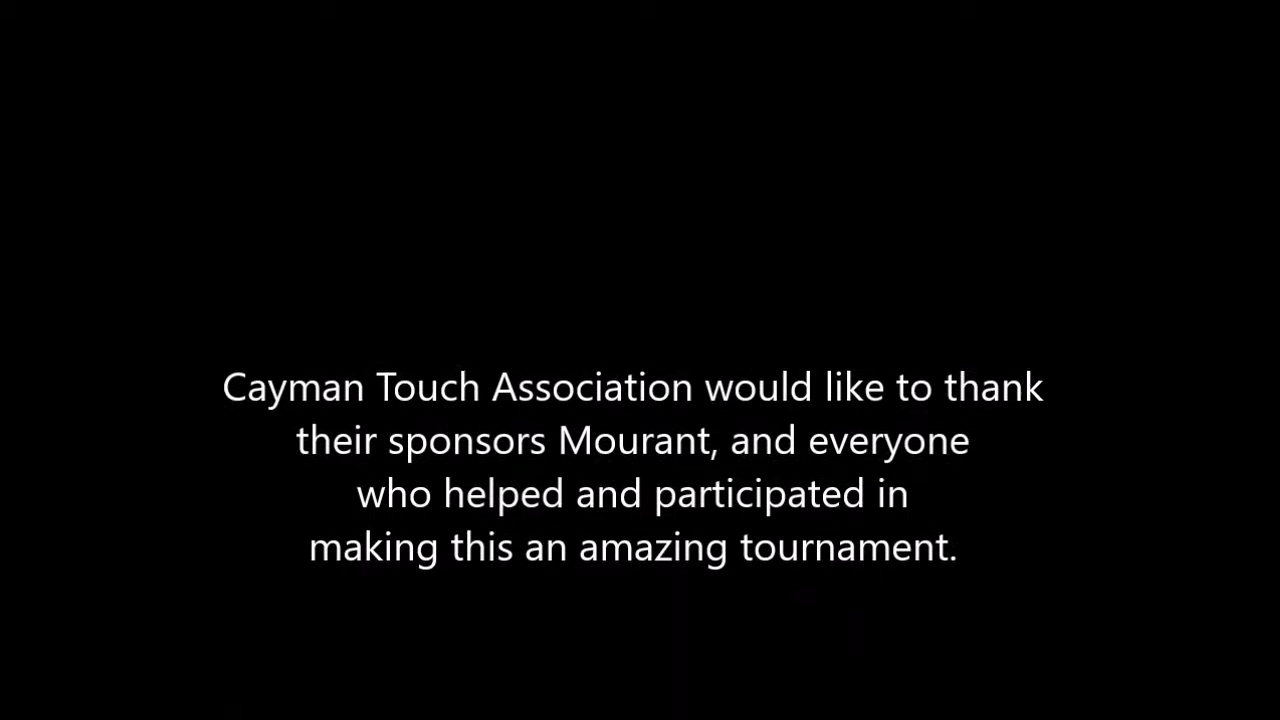 Cayman Touch Association would like to thank
their sponsors Mourant, and everyone
who helped and participated in
making this an amazing tournament.